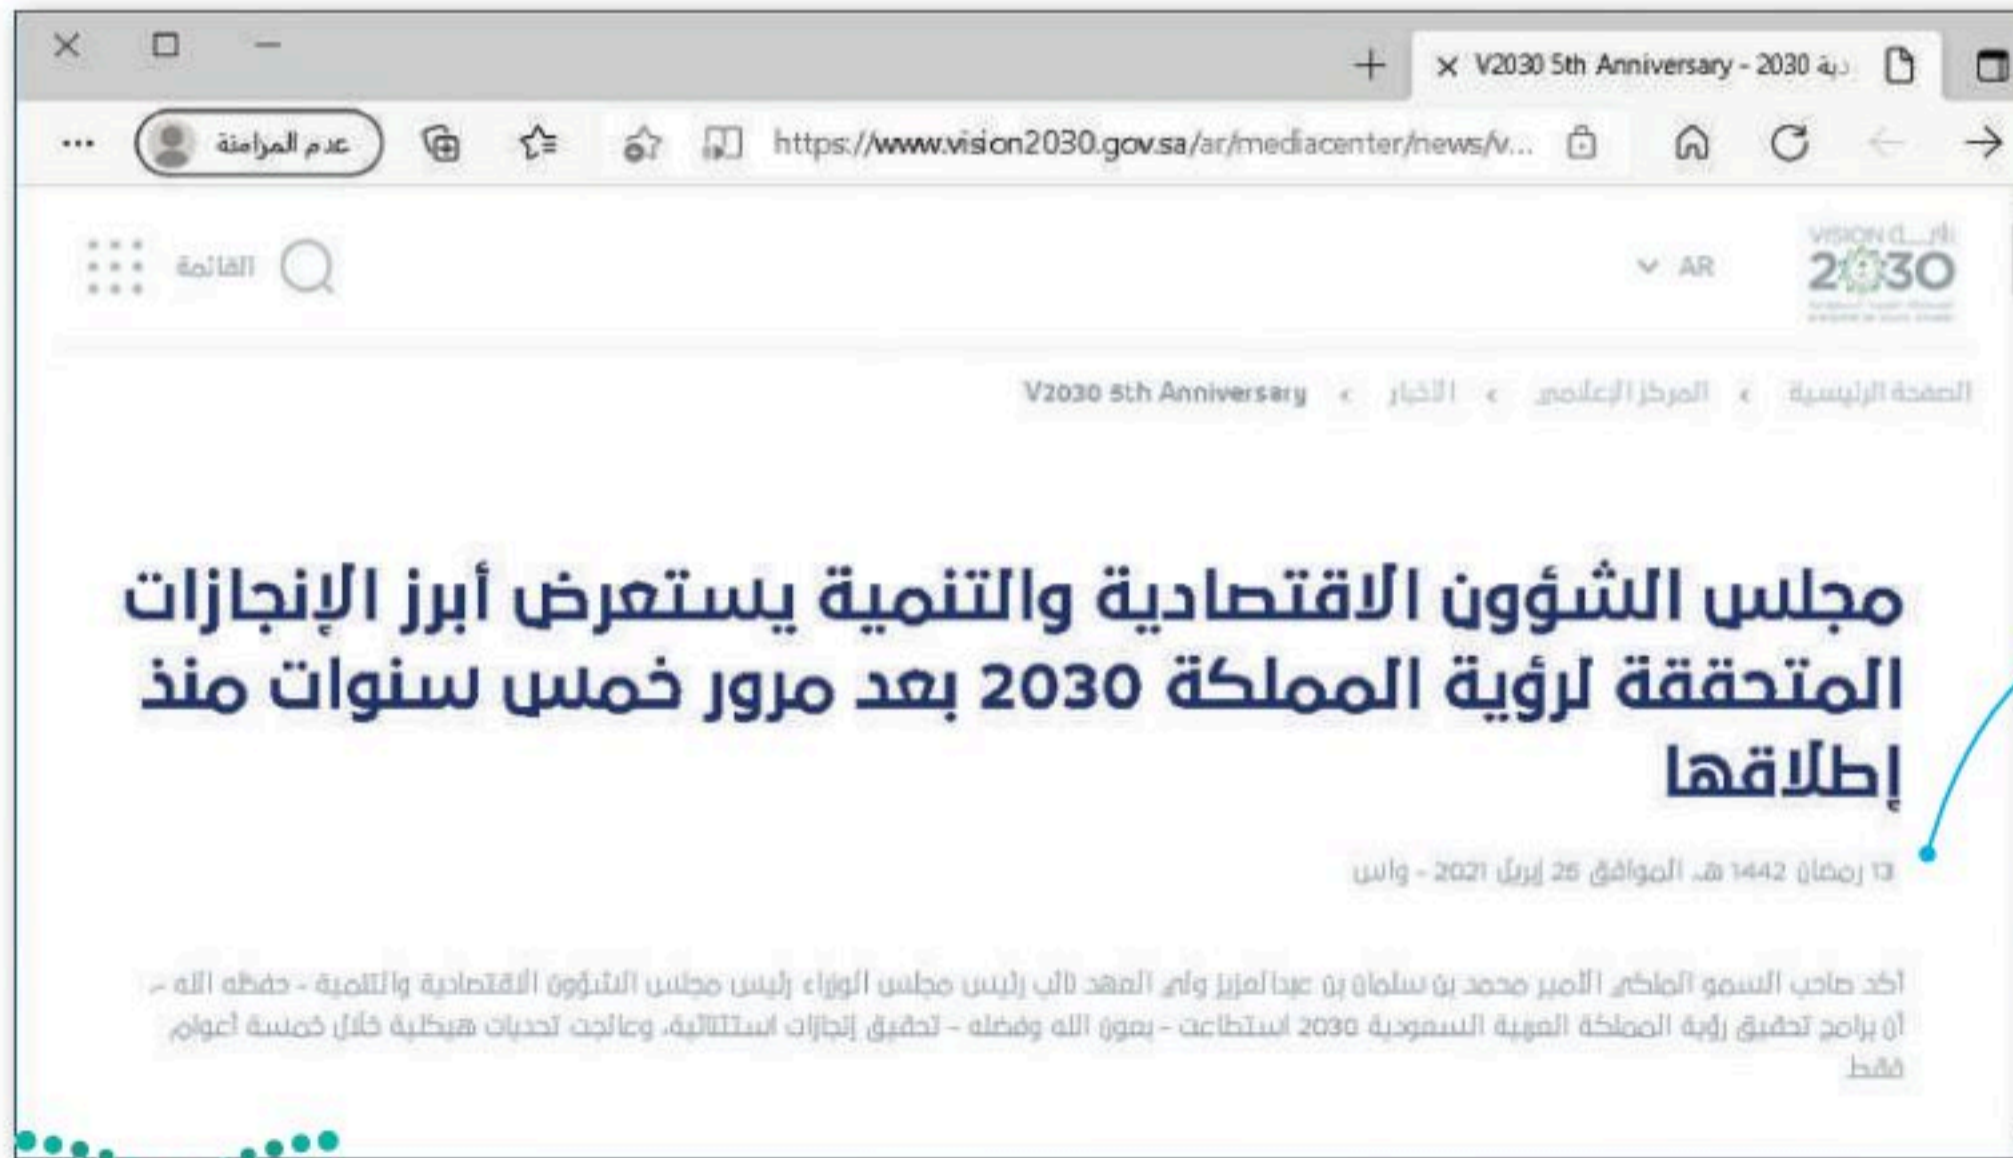 V2030 5th Anniversary - 2030 دية
https://www.vision2030.gov.sa/ar/mediacenter/news/v...
عدم المزامنة
VISION رؤيــة
2030
AR
القائمة
الصفحة الرئيسية › المركز الإعلامي › الأخبار › V2030 5th Anniversary
مجلس الشؤون الاقتصادية والتنمية يستعرض أبرز الإنجازات
المتحققة لرؤية المملكة 2030 بعد مرور خمس سنوات منذ
إطلاقها
13 رمضان 1442 هـ الموافق 25 إبريل 2021 - واس
أكد صاحب السمو الملكي الأمير محمد بن سلمان بن عبدالعزيز ولي العهد نائب رئيس مجلس الوزراء رئيس مجلس الشؤون الاقتصادية والتنمية - حفظه الله -
أن برامج تحقيق رؤية المملكة العربية السعودية 2030 استطاعت - بعون الله وفضله - تحقيق إنجازات استثنائية، وعالجت تحديات هيكلية خلال خمسة أعوام
فقط